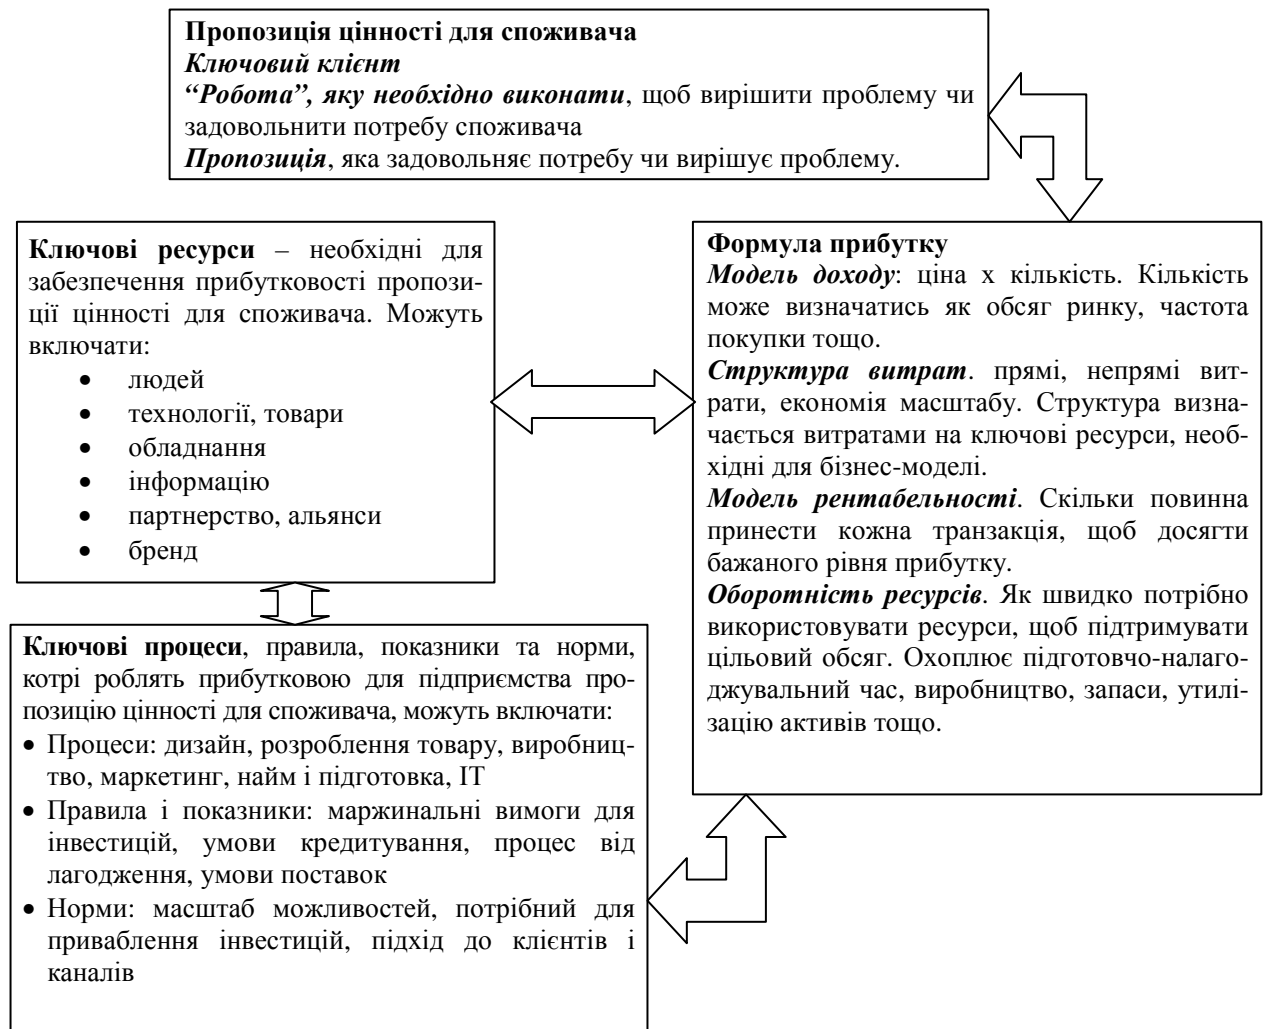 Пропозиція цінності для споживача
Ключовий клієнт
“Робота”, яку необхідно виконати, щоб вирішити проблему чи
задовольнити потребу споживача
Пропозиція, яка задовольняє потребу чи вирішує проблему.
Ключові ресурси – необхідні для
забезпечення прибутковості пропози-
ції цінності для споживача. Можуть
включати:
• людей
• технології, товари
• обладнання
• інформацію
• партнерство, альянси
• бренд
Формула прибутку
Модель доходу: ціна х кількість. Кількість
може визначатись як обсяг ринку, частота
покупки тощо.
Структура витрат. прямі, непрямі вит-
рати, економія масштабу. Структура визна-
чається витратами на ключові ресурси, необ-
хідні для бізнес-моделі.
Модель рентабельності. Скільки повинна
принести кожна транзакція, щоб досягти
бажаного рівня прибутку.
Оборотність ресурсів. Як швидко потрібно
використовувати ресурси, щоб підтримувати
цільовий обсяг. Охоплює підготовчо-налаго-
джувальний час, виробництво, запаси, утилі-
зацію активів тощо.
Ключові процеси, правила, показники та норми,
котрі роблять прибутковою для підприємства про-
позицію цінності для споживача, можуть включати:
• Процеси: дизайн, розроблення товару, виробниц-
тво, маркетинг, найм і підготовка, ІТ
• Правила і показники: маржинальні вимоги для
інвестицій, умови кредитування, процес від
лагодження, умови поставок
• Норми: масштаб можливостей, потрібний для
приваблення інвестицій, підхід до клієнтів і
каналів